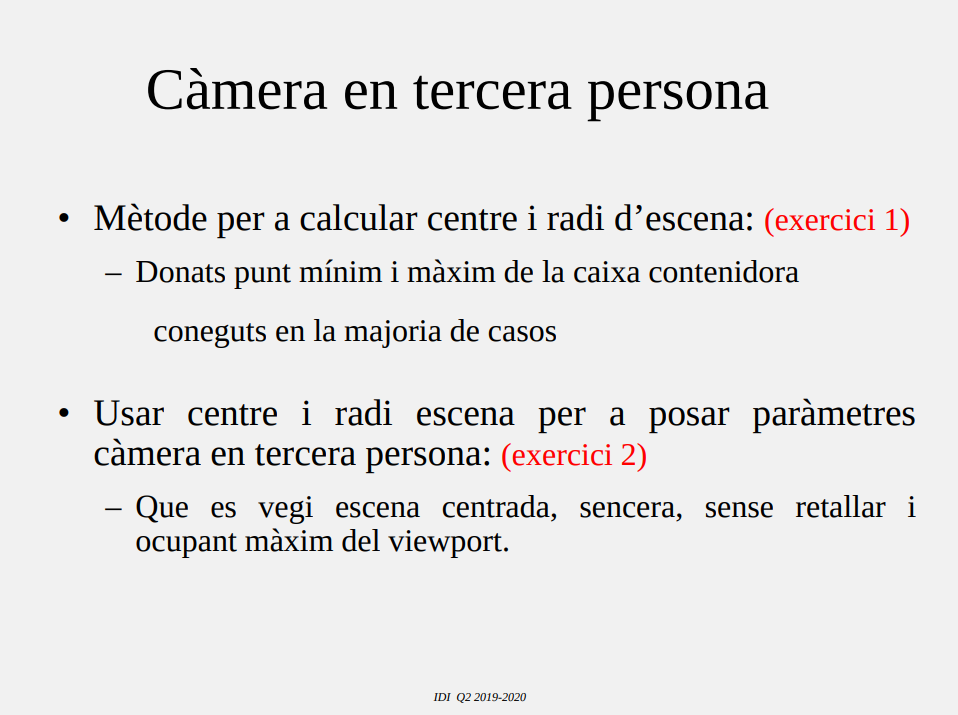 Càmera en tercera persona
• Mètode per a calcular centre i radi d’escena: (exercici 1)
– Donats punt mínim i màxim de la caixa contenidora
coneguts en la majoria de casos
• Usar centre i radi escena per a posar paràmetres
càmera en tercera persona: (exercici 2)
– Que es vegi escena centrada, sencera, sense retallar i
ocupant màxim del viewport.
IDI Q2 2019-2020